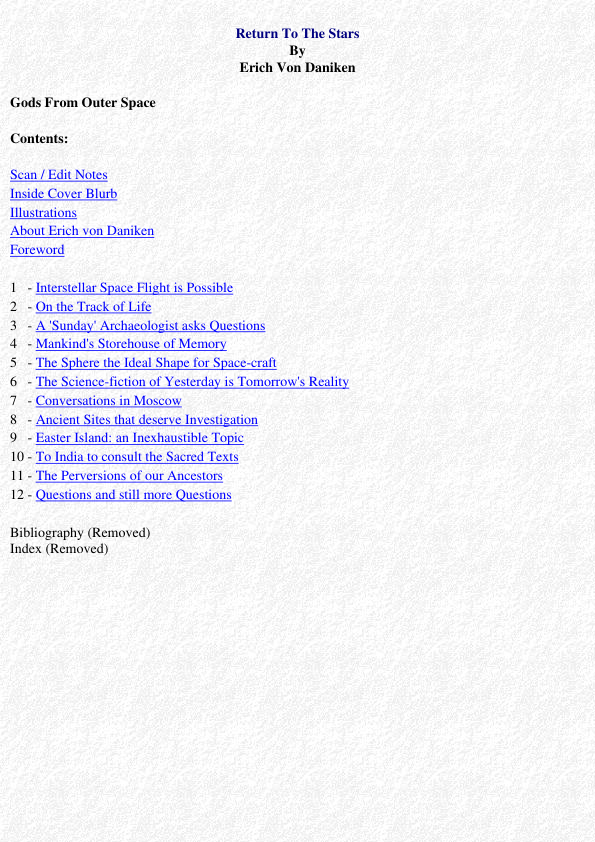 Return To The Stars
By
Erich Von Daniken
Gods From Outer Space
Contents:
Scan / Edit Notes
Inside Cover Blurb
Illustrations
About Erich von Daniken
Foreword
1 - Interstellar Space Flight is Possible
2 - On the Track of Life
3 - A 'Sunday' Archaeologist asks Questions
4 - Mankind's Storehouse of Memory
5 - The Sphere the Ideal Shape for Space-craft
6 - The Science-fiction of Yesterday is Tomorrow's Reality
7 - Conversations in Moscow
8 - Ancient Sites that deserve Investigation
9 - Easter Island: an Inexhaustible Topic
10 - To India to consult the Sacred Texts
11 - The Perversions of our Ancestors
12 - Questions and still more Questions
Bibliography (Removed)
Index (Removed)